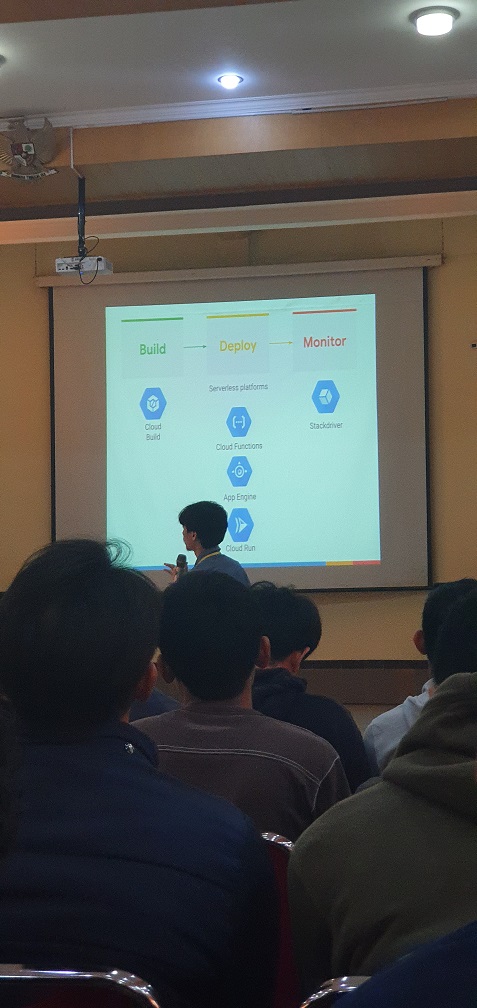 Build
Deploy
Monitor
Serverless platforms
Cloud
Build
Cloud Functions
App Engine
Cloud Run
Stackdriver